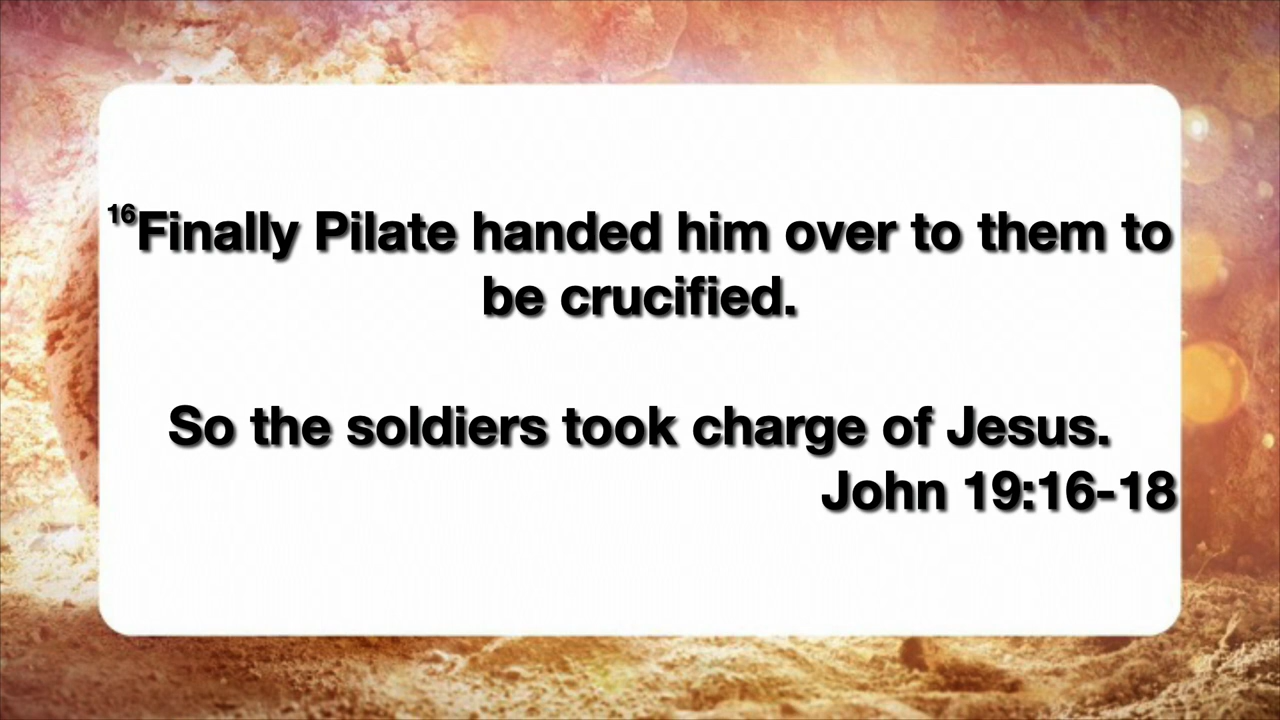 16Finally Pilate handed him over to them to
be crucified.
So the soldiers took charge of Jesus.
John 19:16-18